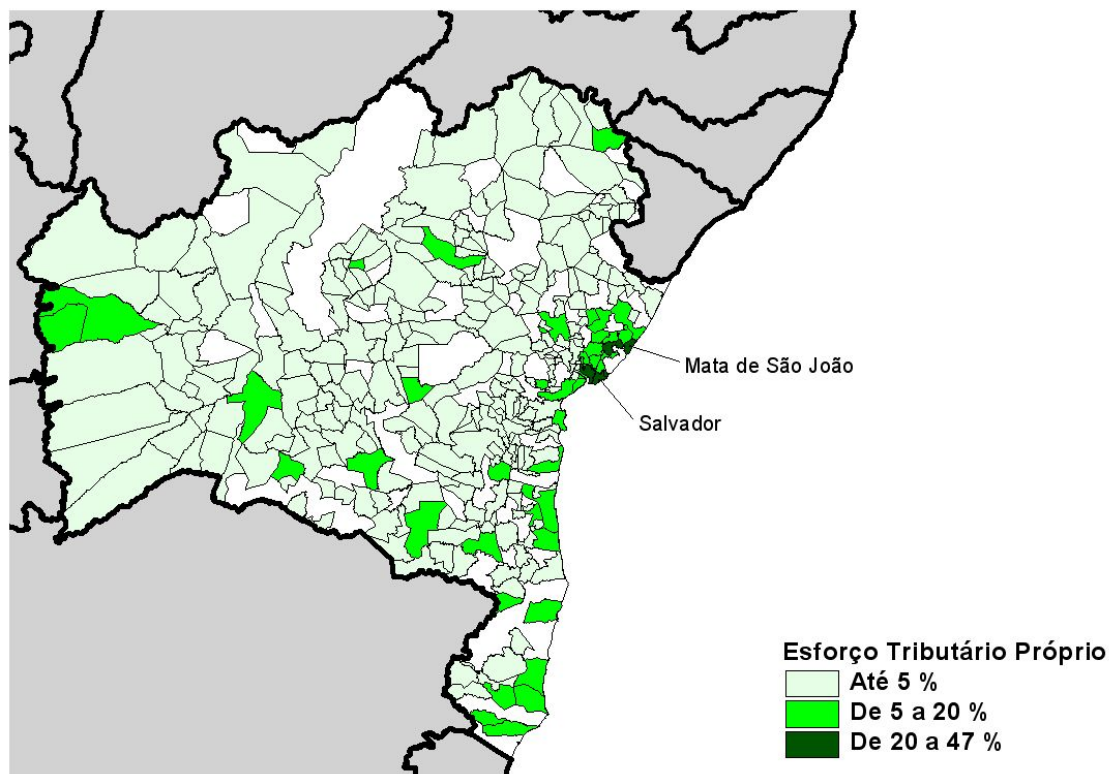 Mata de São João
Salvador
Esforço Tributário Próprio
Até 5 %
De 5 a 20 %
De 20 a 47 %